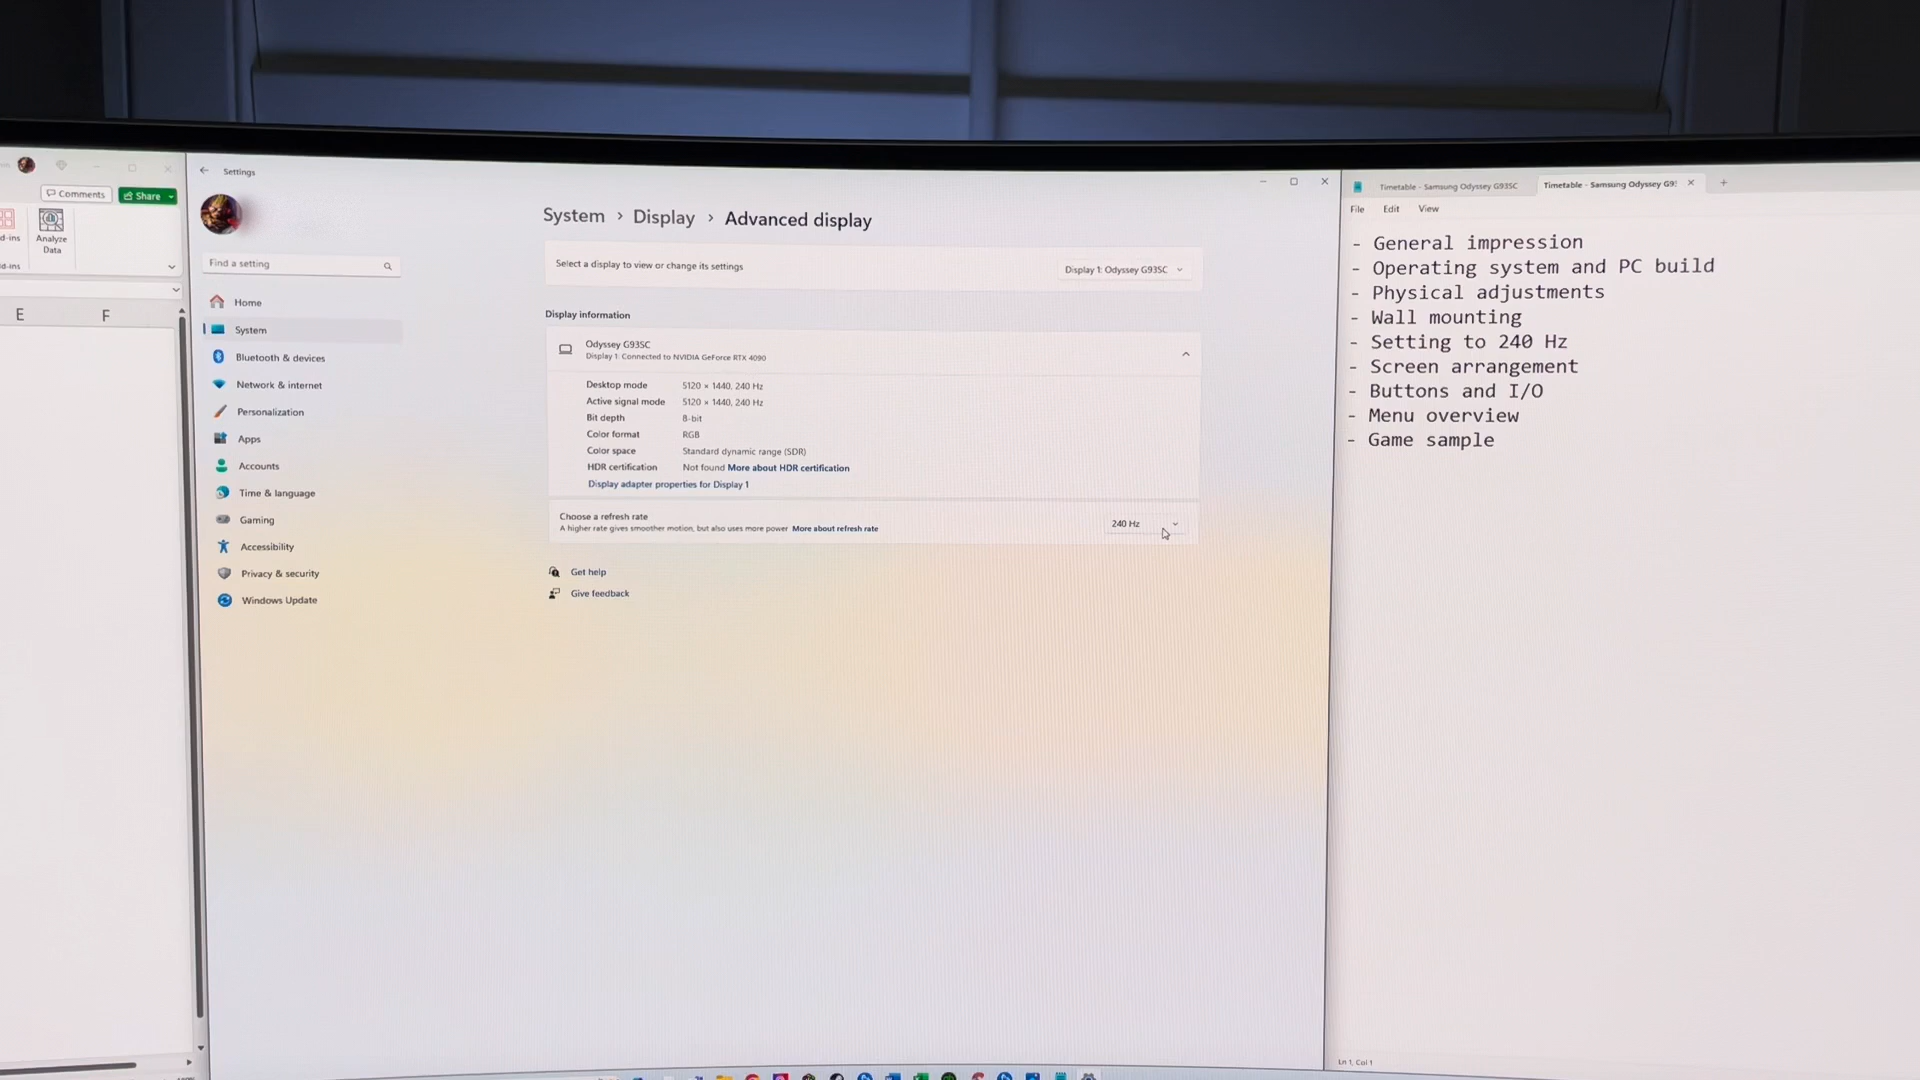 Comments
Share
d-ins
Analyze
Data
d-ins
E
F
Settings
Find a setting
Home
System
Bluetooth & devices
Network & internet
Personalization
Apps
Accounts
Time & language
Gaming
Accessibility
Privacy & security
Windows Update
System > Display > Advanced display
Select a display to view or change its settings
Display 1: Odyssey G93SC
Display information
Odyssey G93SC
Display 1: Connected to NVIDIA GeForce RTX 4090
Desktop mode 5120 × 1440, 240 Hz
Active signal mode 5120 × 1440, 240 Hz
Bit depth 8-bit
Color format RGB
Color space Standard dynamic range (SDR)
HDR certification Not found More about HDR certification
Display adapter properties for Display 1
Choose a refresh rate
A higher rate gives smoother motion, but also uses more power More about refresh rate
240 Hz
Get help
Give feedback
Timetable - Samsung Odyssey G93SC
Timetable - Samsung Odyssey G9
File Edit View
- General impression
- Operating system and PC build
- Physical adjustments
- Wall mounting
- Setting to 240 Hz
- Screen arrangement
- Buttons and I/O
- Menu overview
- Game sample
Ln 1, Col 1